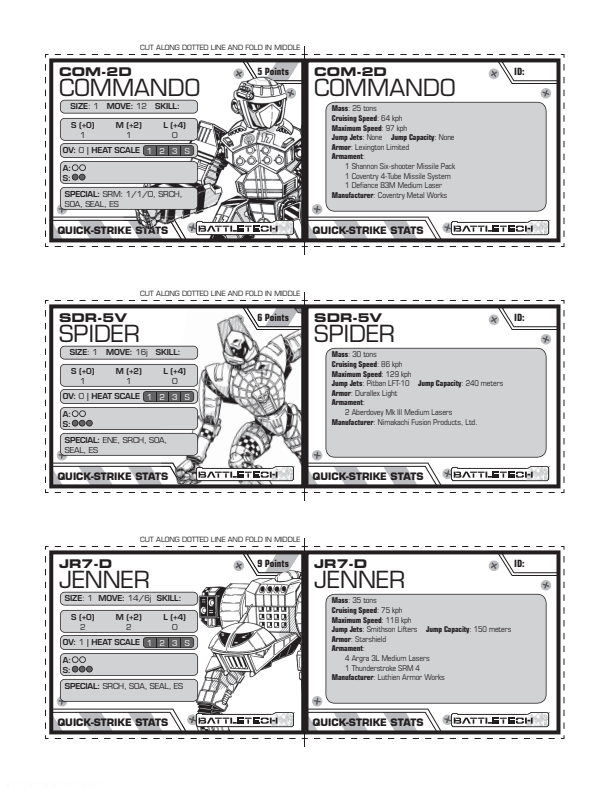 CUT ALONG DOTTED LINE AND FOLD IN MIDDLE
COM-2D
COMMANDO
5 Points
SIZE: 1 MOVE: 12 SKILL:
S (+0) M (+2) L (+4)
1 1 0
OV: 0 | HEAT SCALE 1 2 3 S
A:
S:
SPECIAL: SRM: 1/1/0, SRCH,
SOA, SEAL, ES
QUICK-STRIKE STATS
BATTLETECH
COM-2D
COMMANDO
ID:
Mass: 25 tons
Cruising Speed: 64 kph
Maximum Speed: 97 kph
Jump Jets: None Jump Capacity: None
Armor: Lexington Limited
Armament:
1 Shannon Six-shooter Missile Pack
1 Coventry 4-Tube Missile System
1 Defiance B3M Medium Laser
Manufacturer: Coventry Metal Works
QUICK-STRIKE STATS
BATTLETECH
CUT ALONG DOTTED LINE AND FOLD IN MIDDLE
SDR-5V
SPIDER
6 Points
SIZE: 1 MOVE: 16j SKILL:
S (+0) M (+2) L (+4)
1 1 0
OV: 0 | HEAT SCALE 1 2 3 S
A:
S:
SPECIAL: ENE, SRCH, SOA,
SEAL, ES
QUICK-STRIKE STATS
BATTLETECH
SDR-5V
SPIDER
ID:
Mass: 30 tons
Cruising Speed: 86 kph
Maximum Speed: 129 kph
Jump Jets: Pitban LFT-10 Jump Capacity: 240 meters
Armor: Durallex Light
Armament:
2 Aberdovey Mk III Medium Lasers
Manufacturer: Nimakachi Fusion Products, Ltd.
QUICK-STRIKE STATS
BATTLETECH
CUT ALONG DOTTED LINE AND FOLD IN MIDDLE
JR7-D
JENNER
9 Points
SIZE: 1 MOVE: 14/6j SKILL:
S (+0) M (+2) L (+4)
2 2 0
OV: 1 | HEAT SCALE 1 2 3 S
A:
S:
SPECIAL: SRCH, SOA, SEAL, ES
QUICK-STRIKE STATS
BATTLETECH
JR7-D
JENNER
ID:
Mass: 35 tons
Cruising Speed: 75 kph
Maximum Speed: 118 kph
Jump Jets: Smithson Lifters Jump Capacity: 150 meters
Armor: Starshield
Armament:
4 Argra 3L Medium Lasers
1 Thunderstroke SRM 4
Manufacturer: Luthien Armor Works
QUICK-STRIKE STATS
BATTLETECH